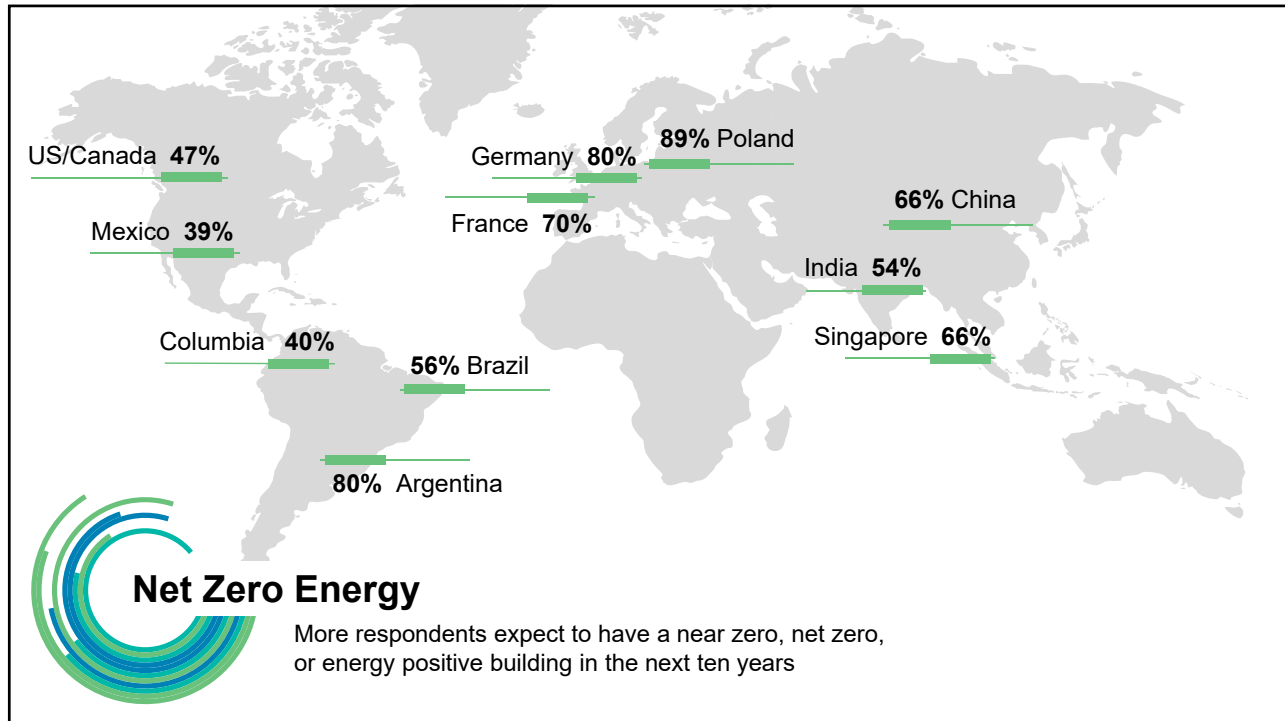 US/Canada 47%
Mexico 39%
Columbia 40%
56% Brazil
80% Argentina
Germany 80%
89% Poland
France 70%
66% China
India 54%
Singapore 66%
Net Zero Energy
More respondents expect to have a near zero, net zero,
or energy positive building in the next ten years